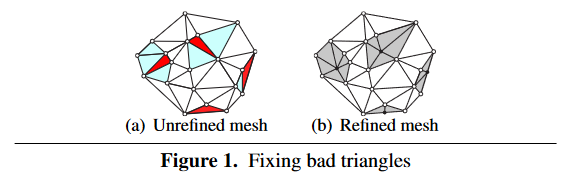 (a) Unrefined mesh (b) Refined mesh
Figure 1. Fixing bad triangles